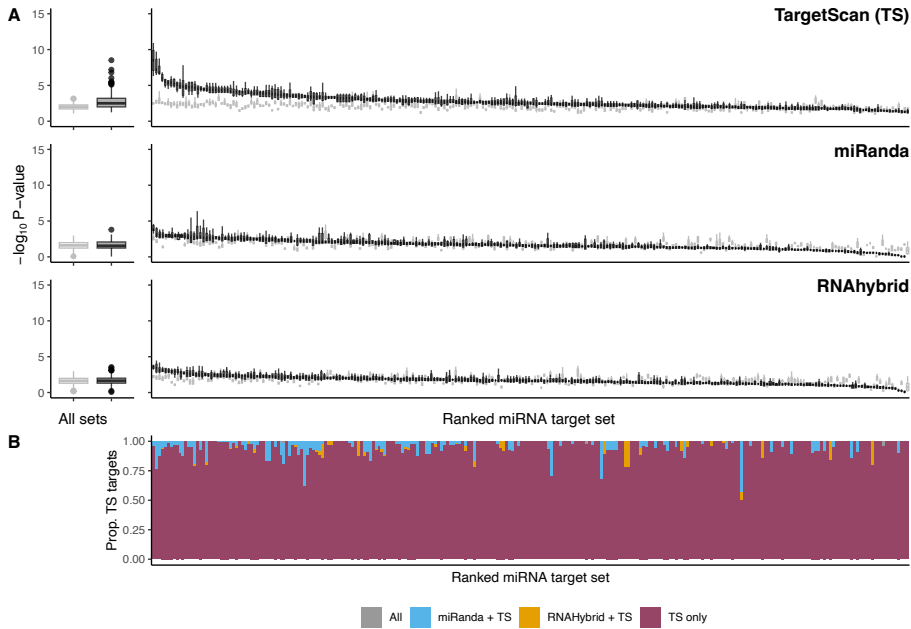 A
TargetScan (TS)
15
10
5
0
miRanda
15
10
5
0
−log10 P-value
RNAhybrid
15
10
5
0
All sets
Ranked miRNA target set
B
1.00
0.75
0.50
0.25
0.00
Prop. TS targets
Ranked miRNA target set
All
miRanda + TS
RNAHybrid + TS
TS only